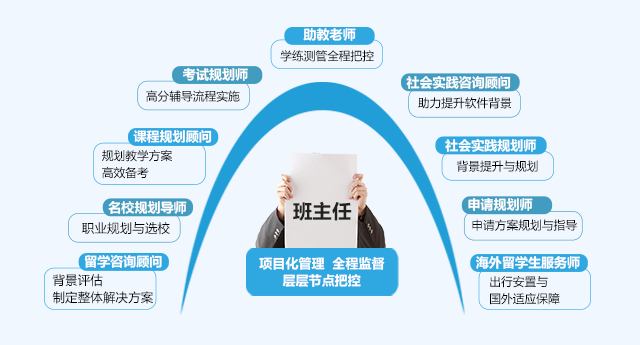 助教老师
学练测管全程把控
考试规划师
高分辅导流程实施
社会实践咨询顾问
助力提升软件背景
课程规划顾问
规划教学方案
高效备考
社会实践规划师
背景提升与规划
名校规划导师
职业规划与选校
申请规划师
申请方案规划与指导
留学咨询顾问
背景评估
制定整体解决方案
海外留学生服务师
出行安置与
国外适应保障
班主任
项目化管理 全程监督
层层节点把控